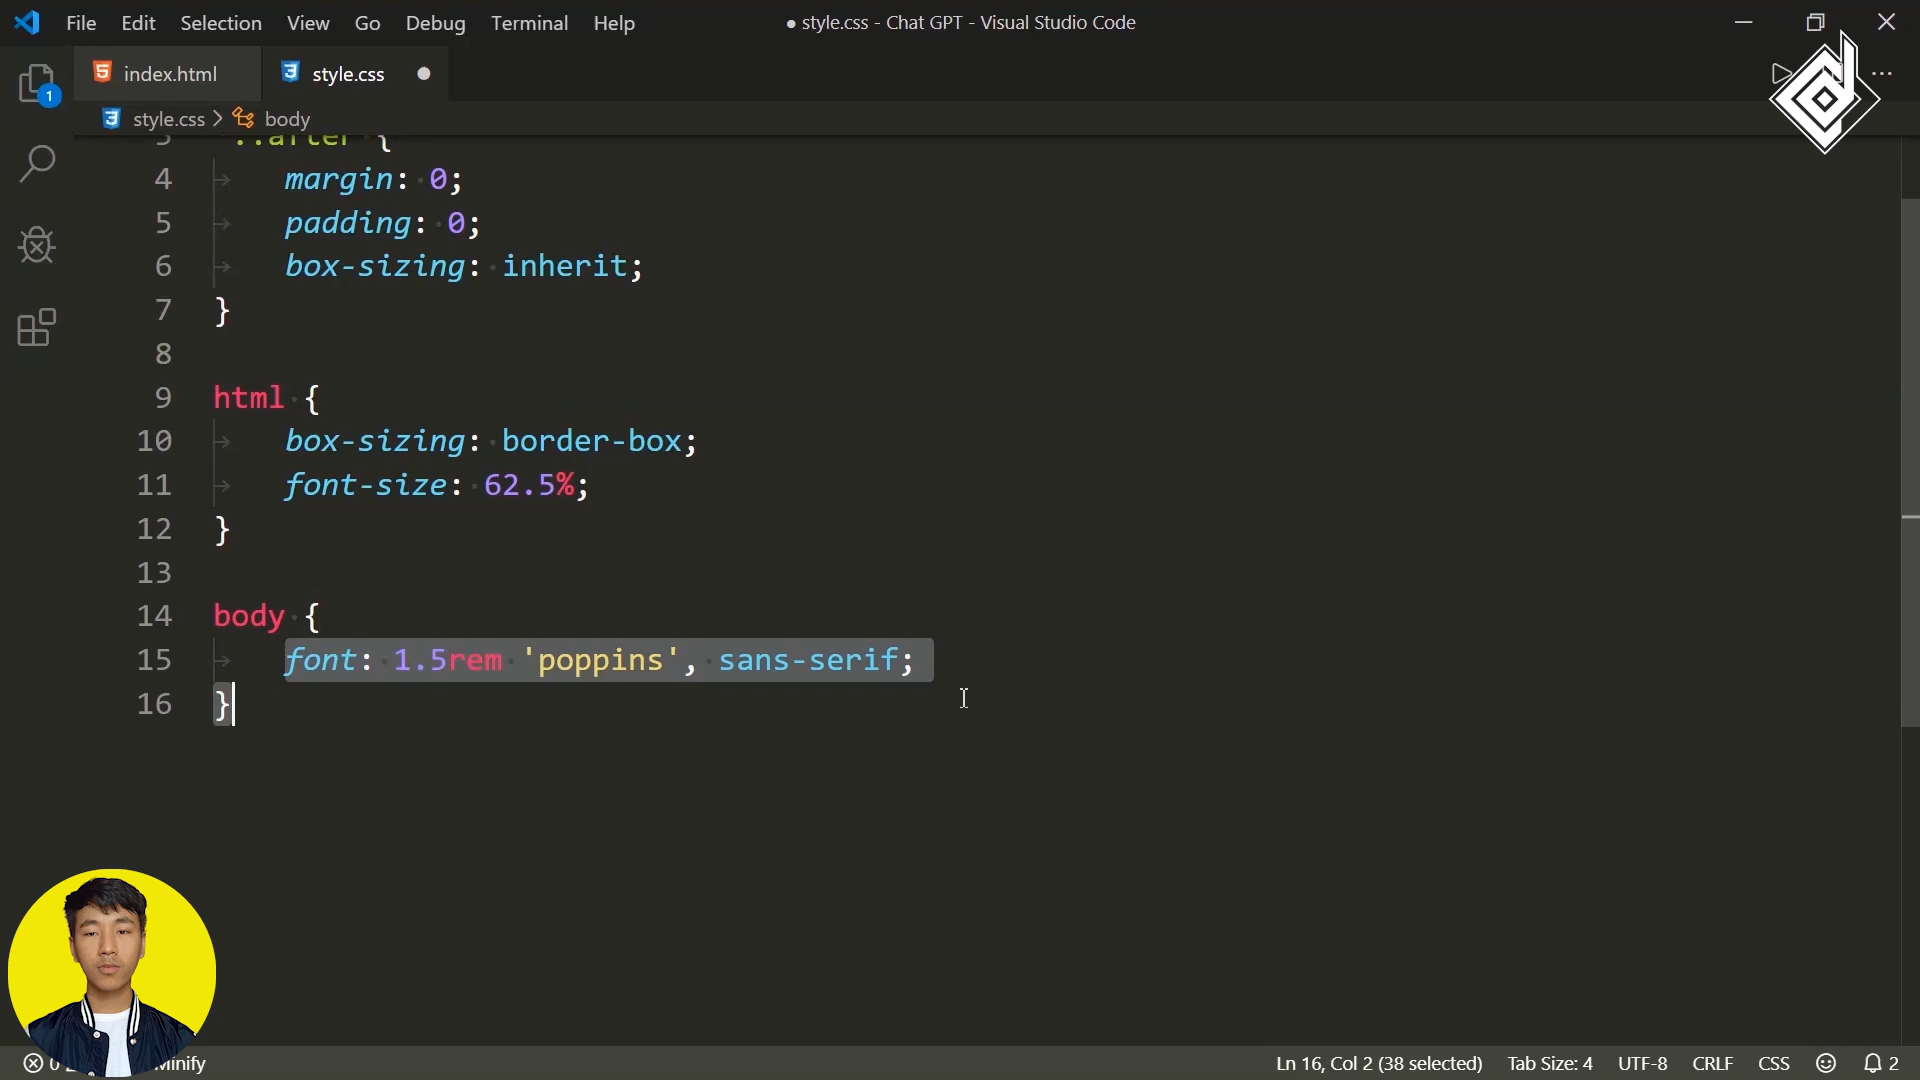 File Edit Selection View Go Debug Terminal Help ● style.css - Chat GPT - Visual Studio Code
index.html style.css
1
style.css > body
3 ::after {
4 margin: 0;
5 padding: 0;
6 box-sizing: inherit;
7 }
8
9 html {
10 box-sizing: border-box;
11 font-size: 62.5%;
12 }
13
14 body {
15 font: 1.5rem 'poppins', sans-serif;
16 }
0 Minify Ln 16, Col 2 (38 selected) Tab Size: 4 UTF-8 CRLF CSS 2